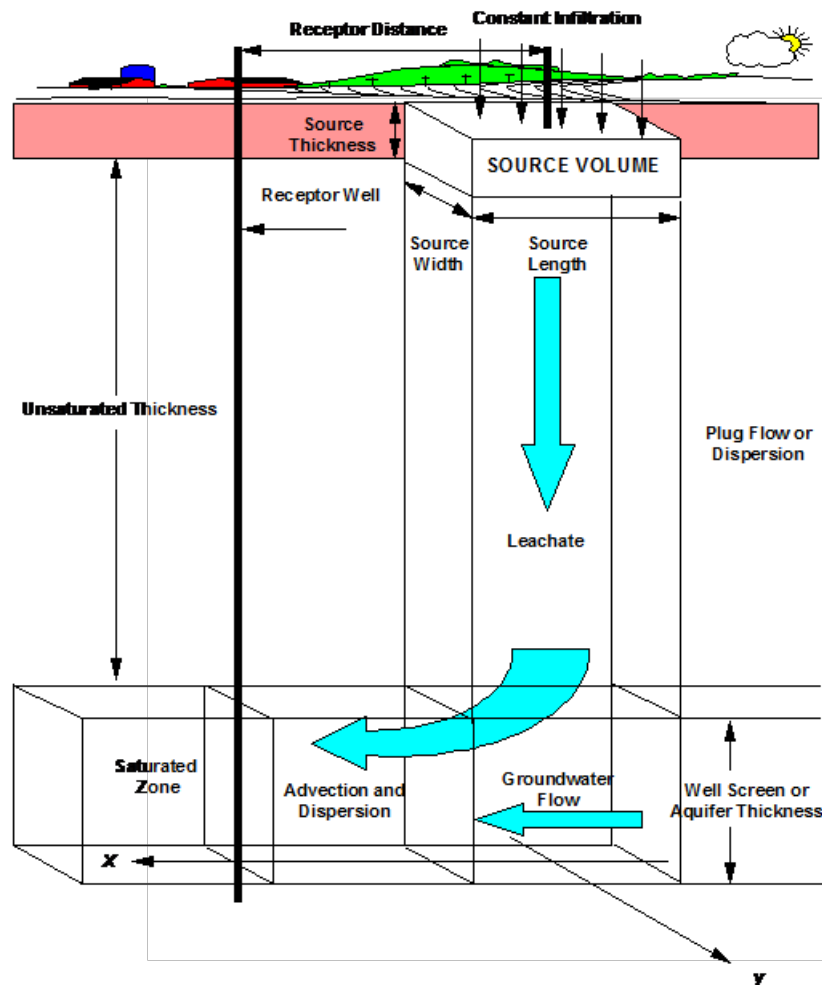 Receptor Distance
Constant Infiltration
Source
Thickness
SOURCE VOLUME
Receptor Well
Source
Width
Source
Length
Unsaturated Thickness
Plug Flow or
Dispersion
Leachate
Saturated
Zone
Advection and
Dispersion
Groundwater
Flow
Well Screen or
Aquifer Thickness
X
y